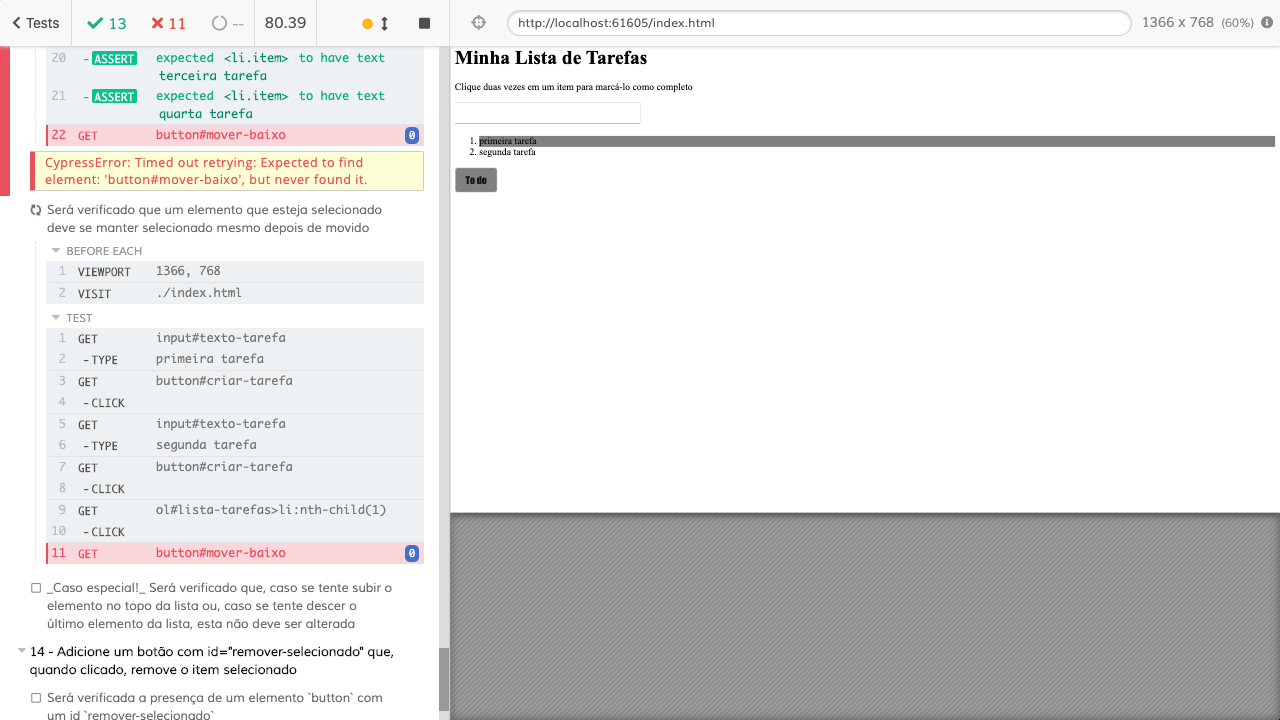 Tests
13
11
--
80.39
http://localhost:61605/index.html
1366 x 768 (60%)
20 -ASSERT expected <li.item> to have text
terceira tarefa
21 -ASSERT expected <li.item> to have text
quarta tarefa
22 GET button#mover-baixo 0
CypressError: Timed out retrying: Expected to find
element: 'button#mover-baixo', but never found it.
Será verificado que um elemento que esteja selecionado
deve se manter selecionado mesmo depois de movido
BEFORE EACH
1 VIEWPORT 1366, 768
2 VISIT ./index.html
TEST
1 GET input#texto-tarefa
2 -TYPE primeira tarefa
3 GET button#criar-tarefa
4 -CLICK
5 GET input#texto-tarefa
6 -TYPE segunda tarefa
7 GET button#criar-tarefa
8 -CLICK
9 GET ol#lista-tarefas>li:nth-child(1)
10 -CLICK
11 GET button#mover-baixo 0
_Caso especial!_ Será verificado que, caso se tente subir o
elemento no topo da lista ou, caso se tente descer o
último elemento da lista, esta não deve ser alterada
14 - Adicione um botão com id="remover-selecionado" que,
quando clicado, remove o item selecionado
Será verificada a presença de um elemento `button` com
um id `remover-selecionado`
Minha Lista de Tarefas
Clique duas vezes em um item para marcá-lo como completo
1. primeira tarefa
2. segunda tarefa
To do